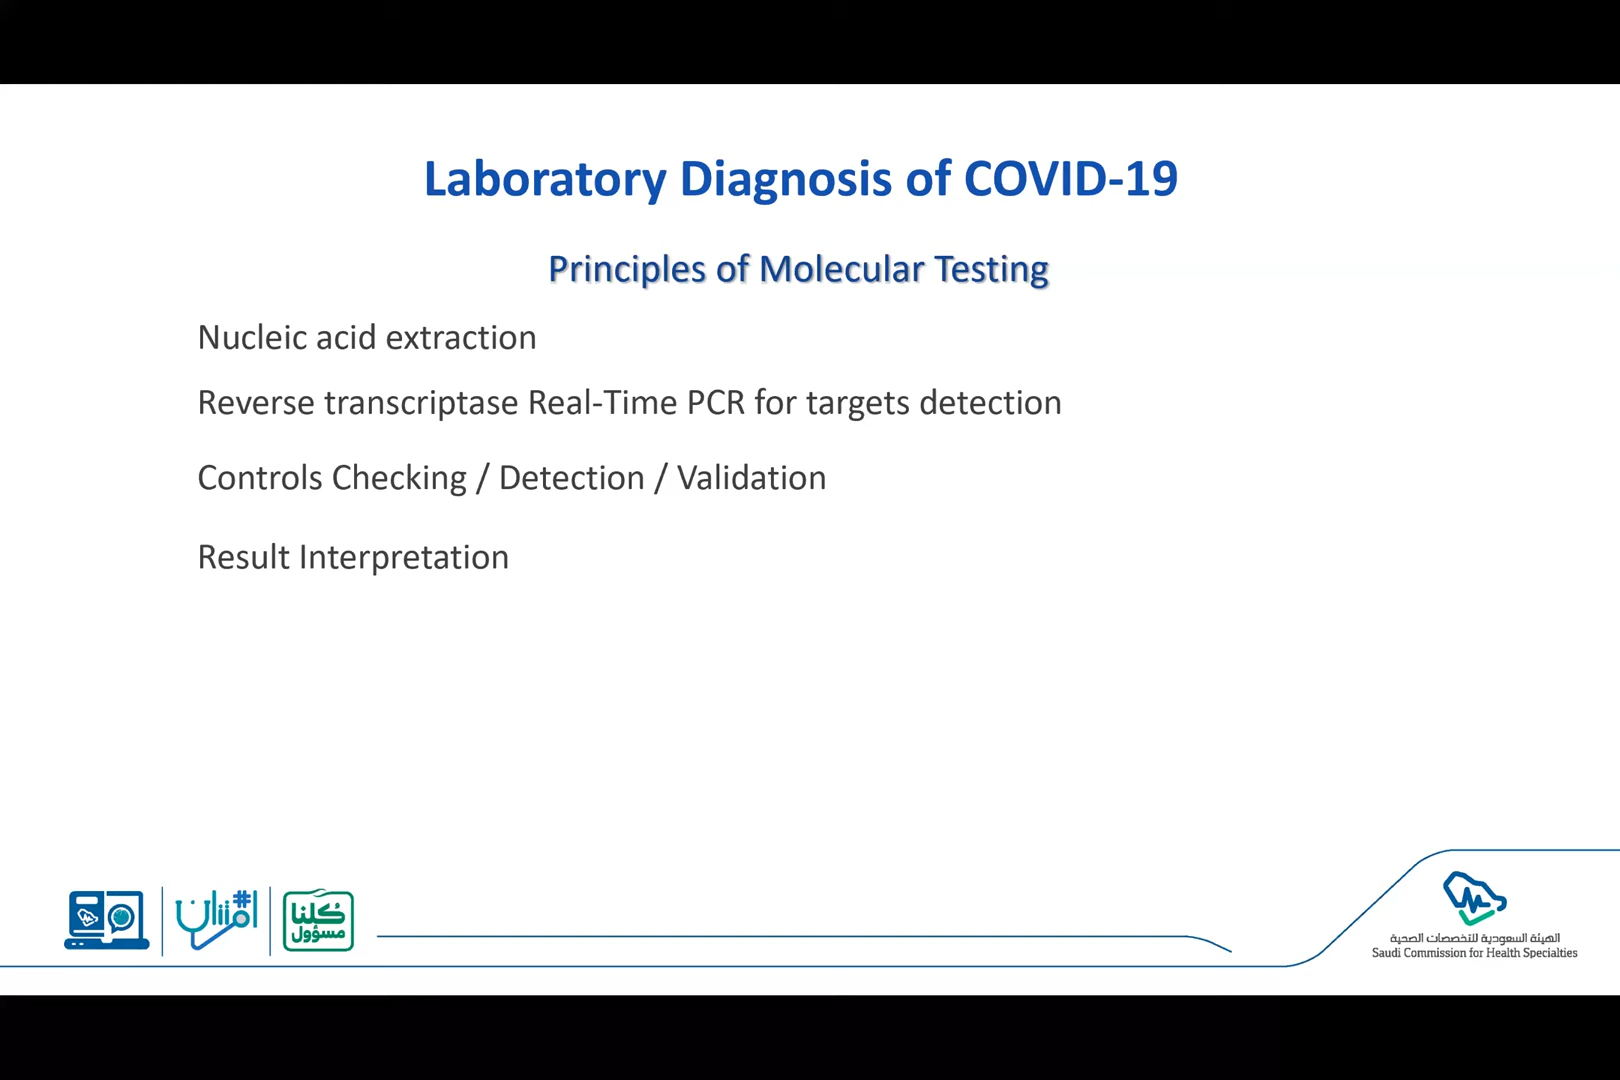 Laboratory Diagnosis of COVID-19
Principles of Molecular Testing
Nucleic acid extraction
Reverse transcriptase Real-Time PCR for targets detection
Controls Checking / Detection / Validation
Result Interpretation
#امتنان
كلنا
مسؤول
الهيئة السعودية للتخصصات الصحية
Saudi Commission for Health Specialties